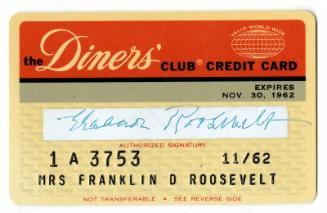 VALID WORLD WIDE
the Diners' CLUB® CREDIT CARD
EXPIRES
NOV. 30, 1962
Eleanor Roosevelt
AUTHORIZED SIGNATURE
1 A 3753 11/62
MRS FRANKLIN D ROOSEVELT
NOT TRANSFERABLE • SEE REVERSE SIDE